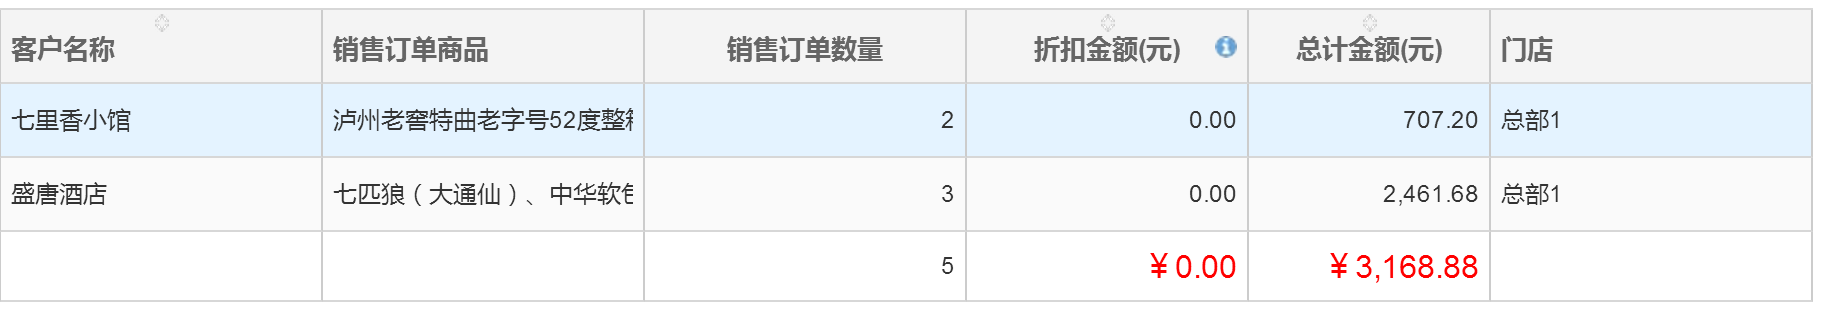 客户名称 销售订单商品 销售订单数量 折扣金额(元) 总计金额(元) 门店
七里香小馆 泸州老窖特曲老字号52度整 2 0.00 707.20 总部1
盛唐酒店 七匹狼（大通仙）、中华软 3 0.00 2,461.68 总部1
5 ¥0.00 ¥3,168.88